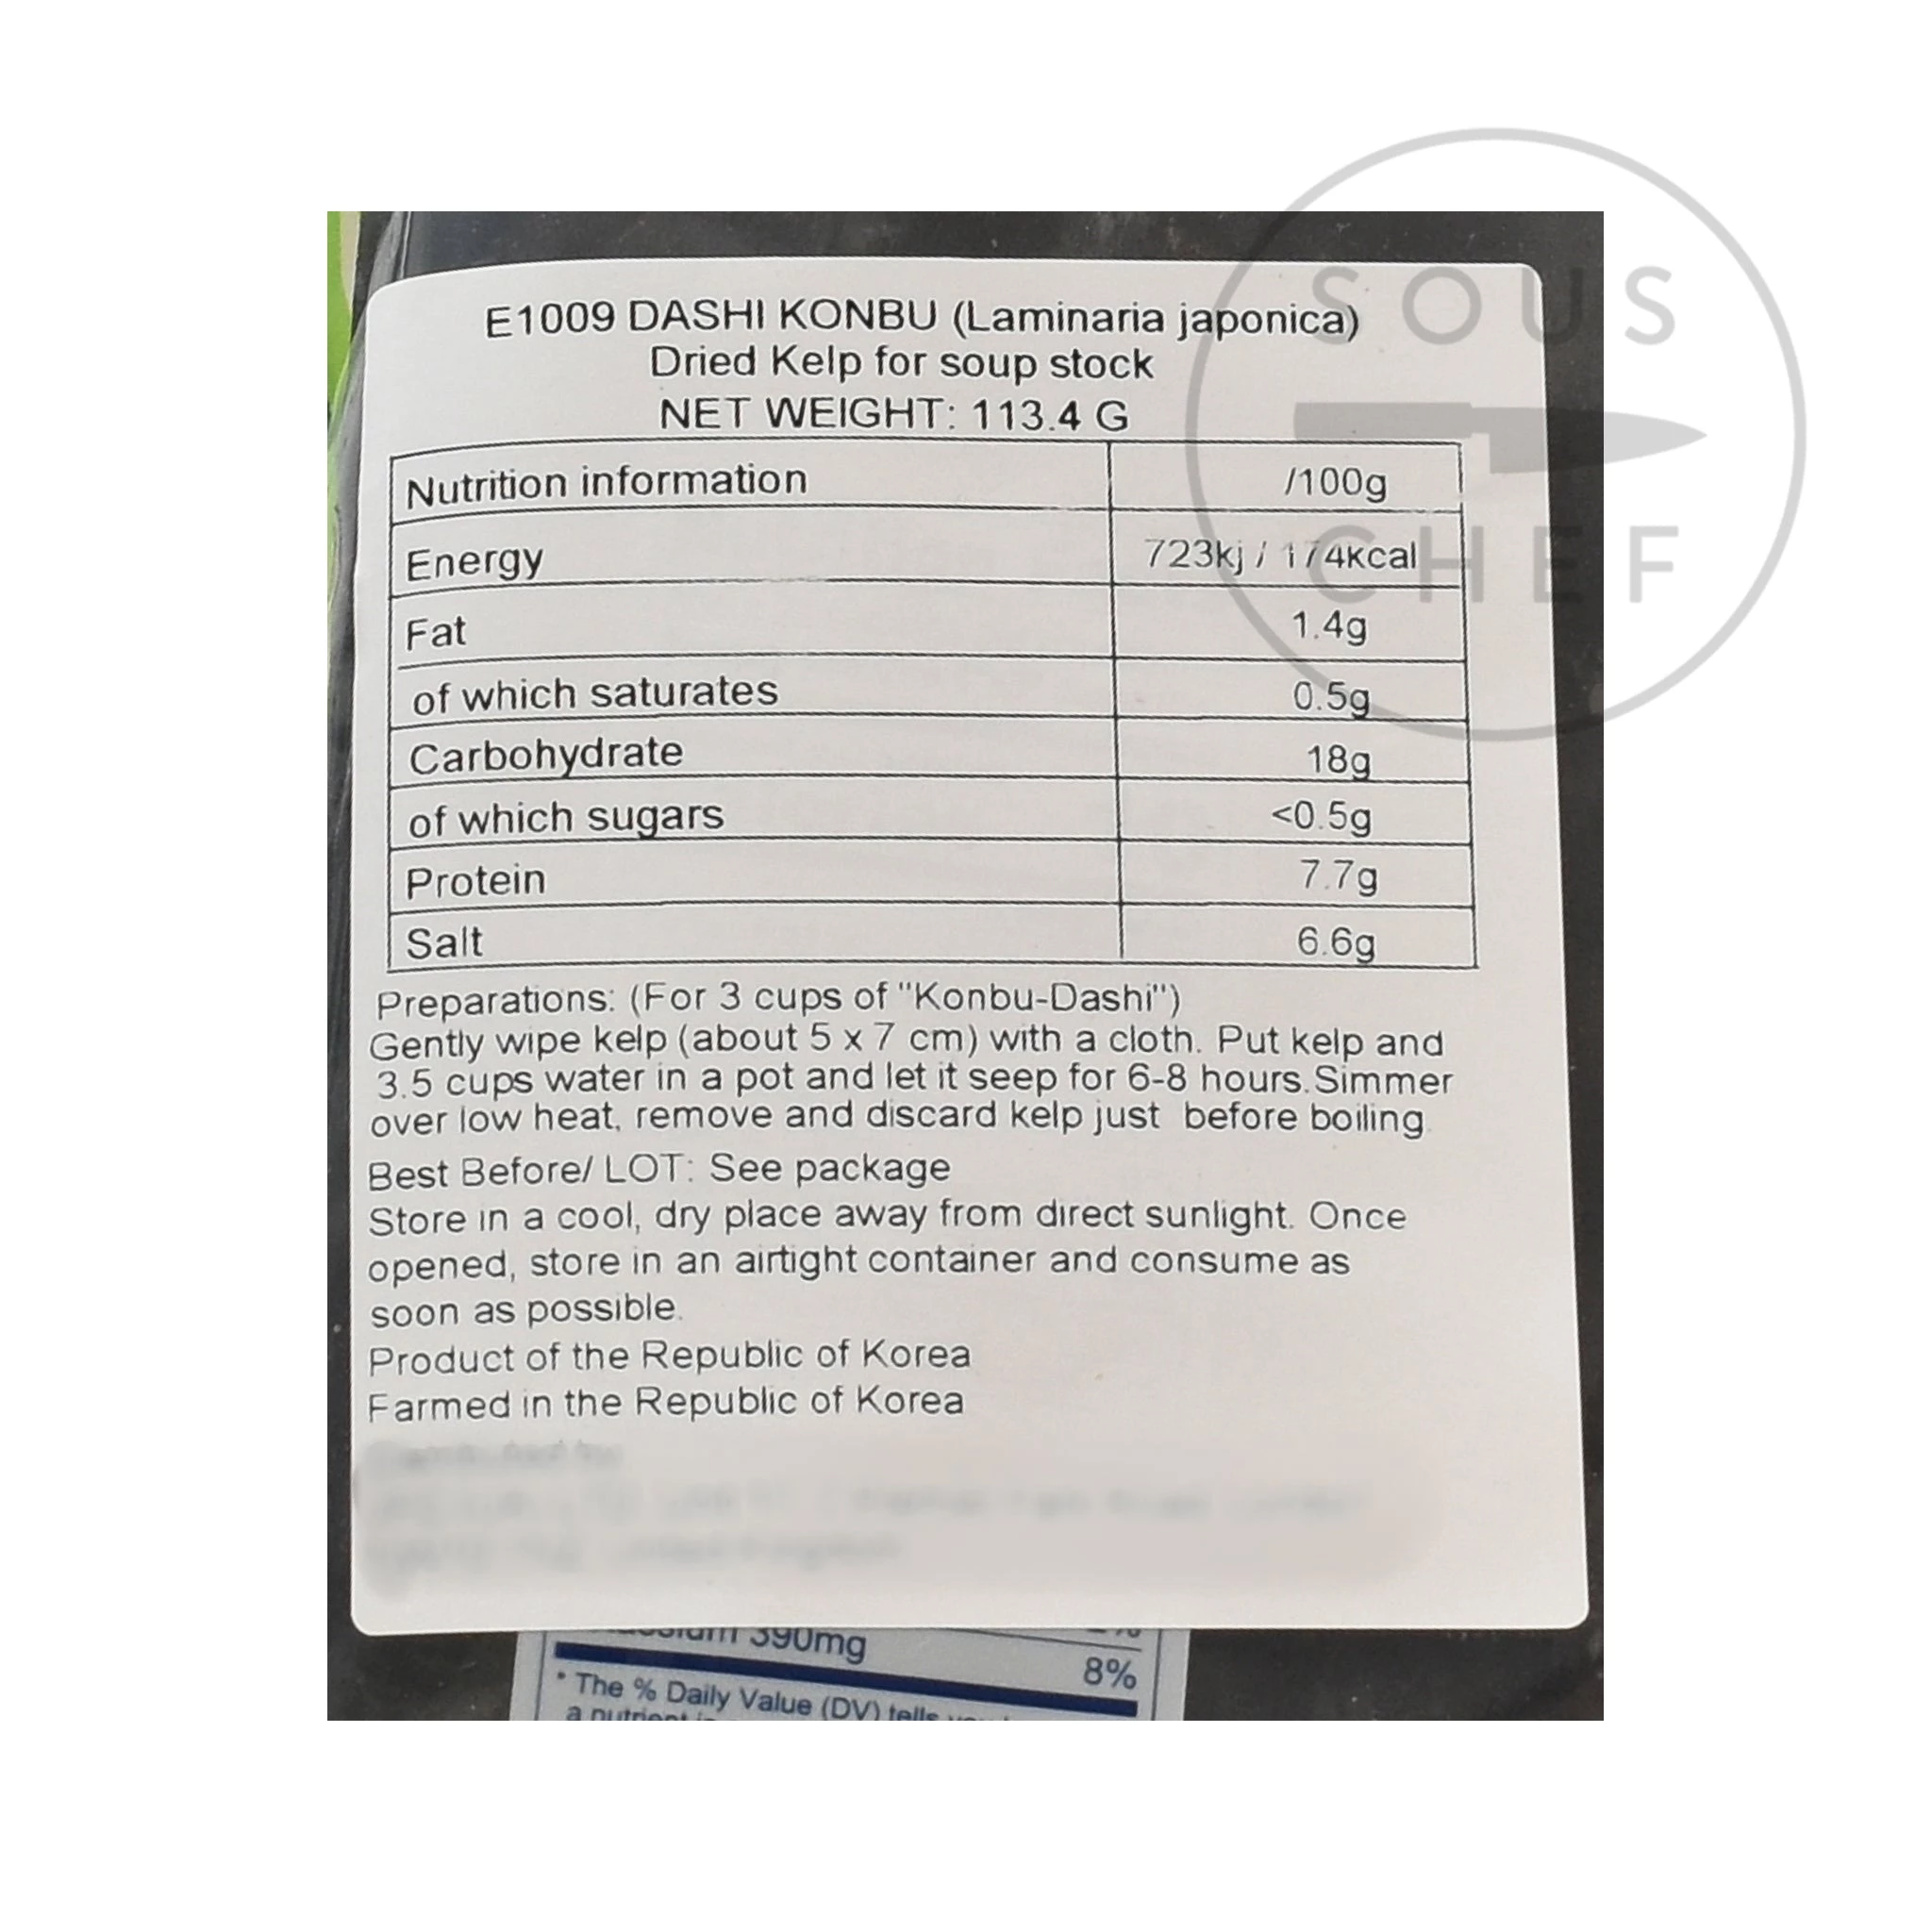 SOUS
CHEF
E1009 DASHI KONBU (Laminaria japonica)
Dried Kelp for soup stock
NET WEIGHT: 113.4 G
Nutrition information /100g
Energy 723kj / 174kcal
Fat 1.4g
of which saturates 0.5g
Carbohydrate 18g
of which sugars <0.5g
Protein 7.7g
Salt 6.6g
Preparations: (For 3 cups of "Konbu-Dashi")
Gently wipe kelp (about 5 x 7 cm) with a cloth. Put kelp and
3.5 cups water in a pot and let it seep for 6-8 hours.Simmer
over low heat, remove and discard kelp just before boiling
Best Before/ LOT: See package
Store in a cool, dry place away from direct sunlight. Once
opened, store in an airtight container and consume as
soon as possible.
Product of the Republic of Korea
Farmed in the Republic of Korea
390mg 8%
* The % Daily Value (DV) tells
a